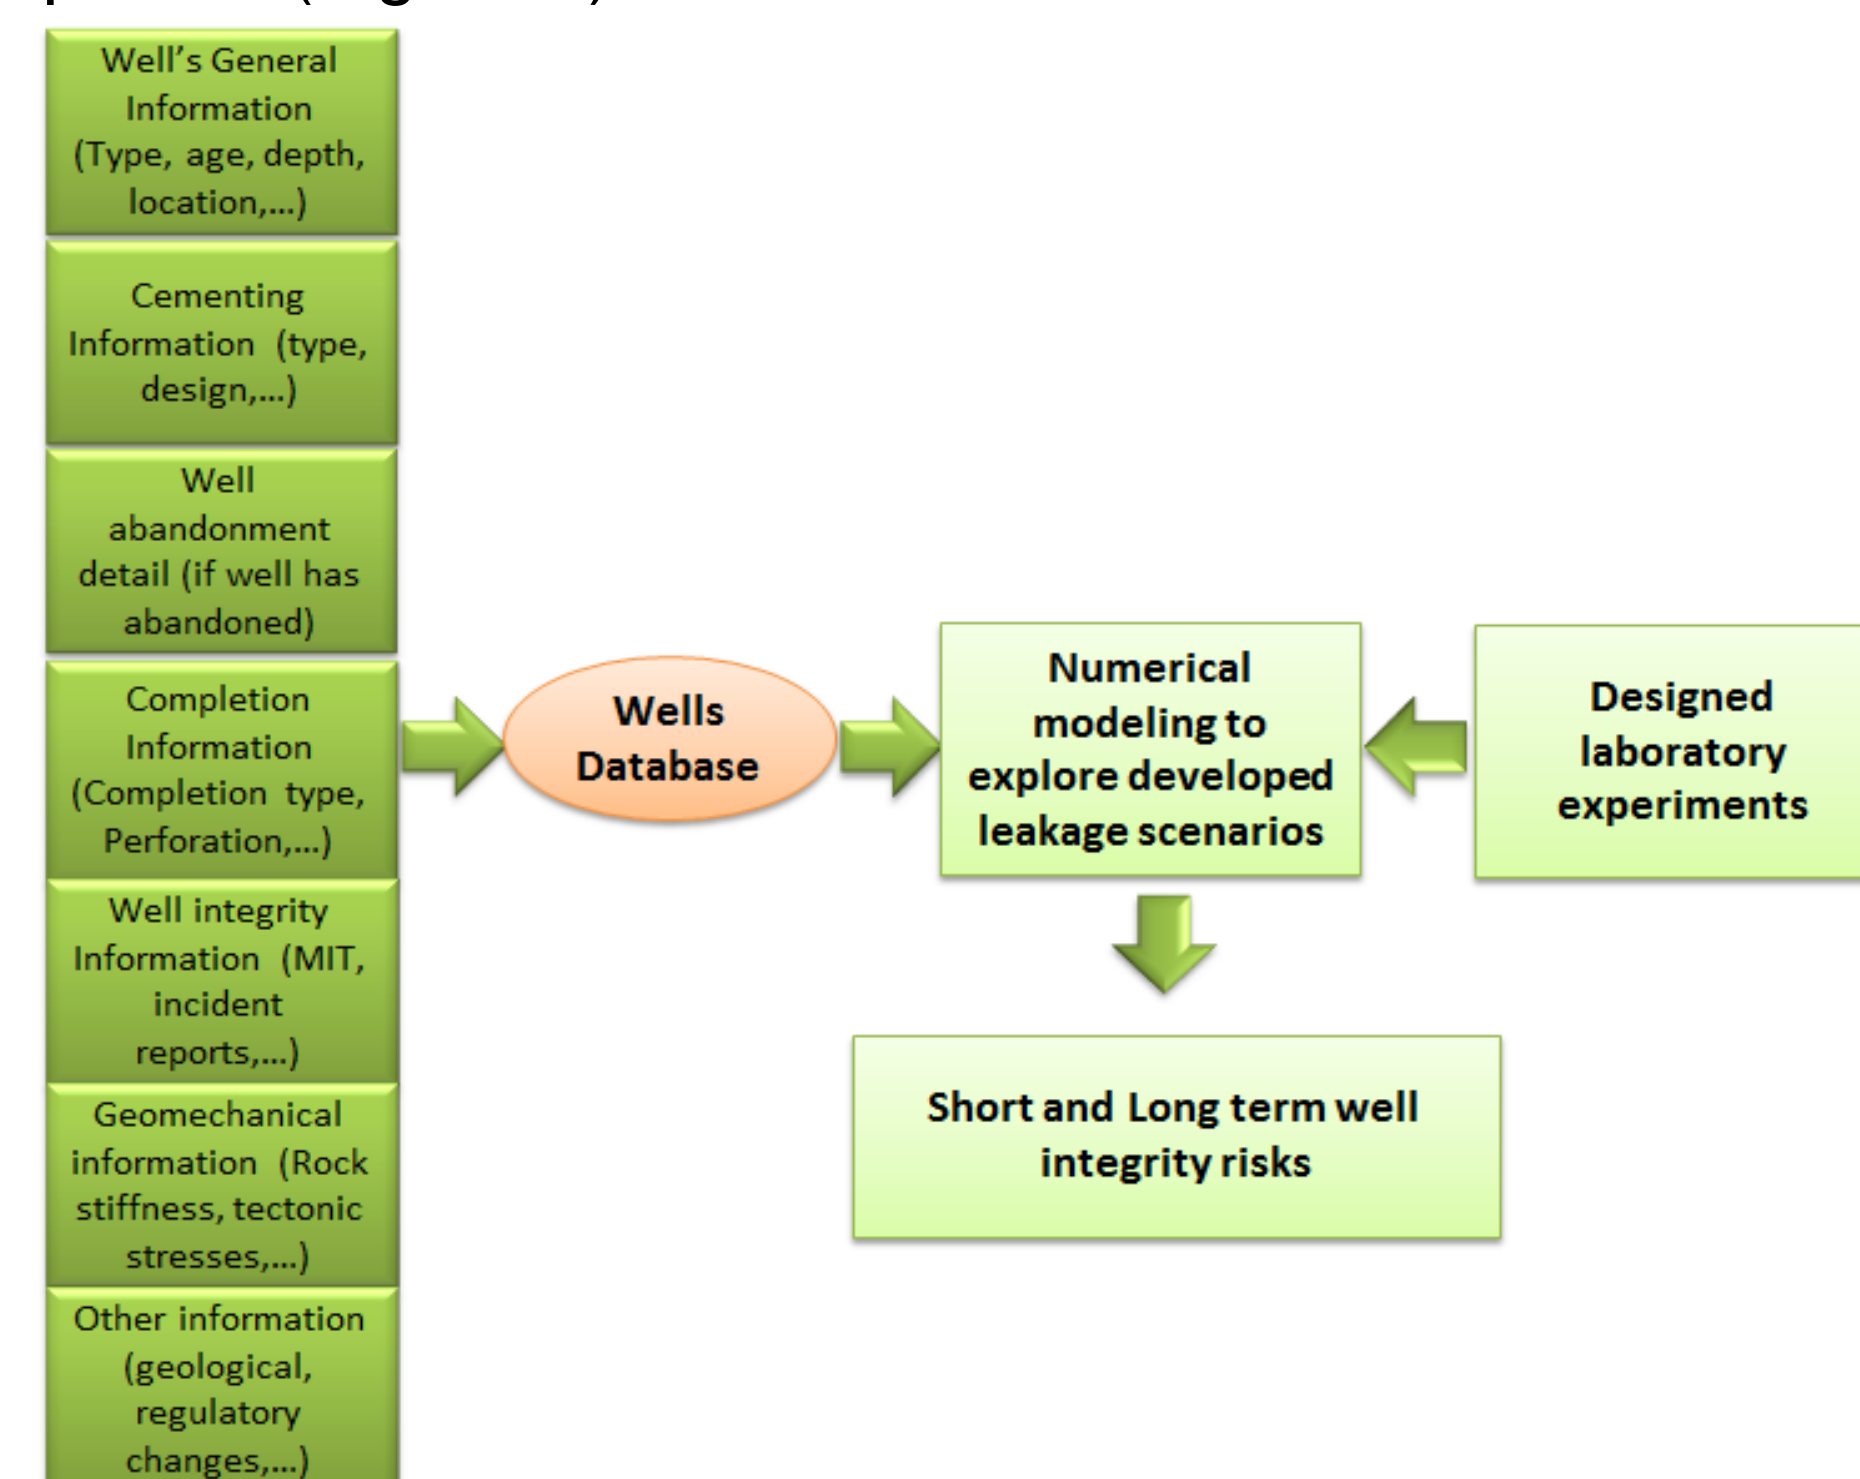 Well's General
Information
(Type, age, depth,
location,...)
Cementing
Information (type,
design,...)
Well
abandonment
detail (if well has
abandoned)
Completion
Information
(Completion type,
Perforation,...)
Well integrity
Information (MIT,
incident
reports,...)
Geomechanical
information (Rock
stiffness, tectonic
stresses,...)
Other information
(geological,
regulatory
changes,...)
Wells
Database
Numerical
modeling to
explore developed
leakage scenarios
Designed
laboratory
experiments
Short and Long term well
integrity risks